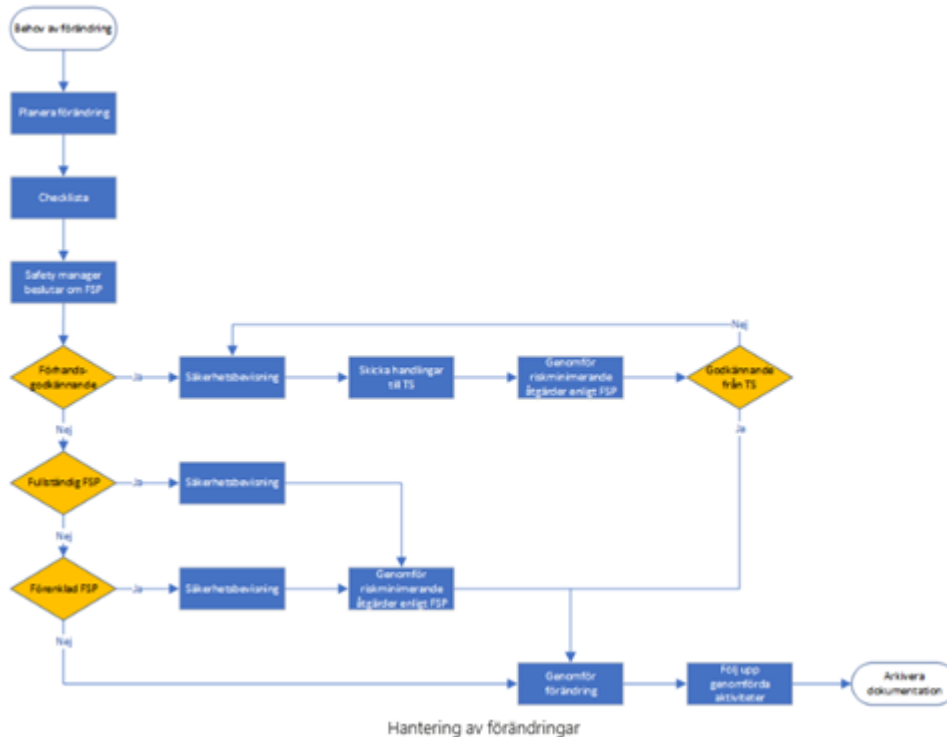 Behov av förändring
Planera förändring
Checklista
Safety manager
beslutar om FSP
Nej
Förhands-
godkännande
Ja
Säkerhetsbevisning
Skicka handlingar
till TS
Genomför
riskminimerande
åtgärder enligt FSP
Godkännande
från TS
Nej
Ja
Fullständig FSP
Ja
Säkerhetsbevisning
Nej
Förenklad FSP
Ja
Säkerhetsbevisning
Genomför
riskminimerande
åtgärder enligt FSP
Nej
Genomför
förändring
Följ upp
genomförda
aktiviteter
Arkivera
dokumentation
Hantering av förändringar